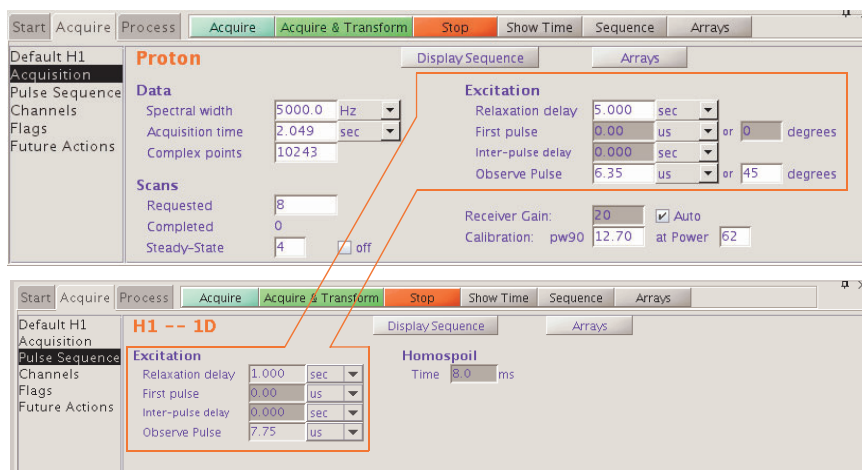 Start Acquire Process Acquire Acquire & Transform Stop Show Time Sequence Arrays
Default H1
Acquisition
Pulse Sequence
Channels
Flags
Future Actions
Proton Display Sequence Arrays
Data
Spectral width 5000.0 Hz
Acquisition time 2.049 sec
Complex points 10243
Scans
Requested 8
Completed 0
Steady-State 4 off
Excitation
Relaxation delay 5.000 sec
First pulse 0.00 us or 0 degrees
Inter-pulse delay 0.000 sec
Observe Pulse 6.35 us or 45 degrees
Receiver Gain: 20 Auto
Calibration: pw90 12.70 at Power 62
Start Acquire Process Acquire Acquire & Transform Stop Show Time Sequence Arrays
Default H1
Acquisition
Pulse Sequence
Channels
Flags
Future Actions
H1 -- 1D Display Sequence Arrays
Excitation
Relaxation delay 1.000 sec
First pulse 0.00 us
Inter-pulse delay 0.000 sec
Observe Pulse 7.75 us
Homospoil
Time 8.0 ms